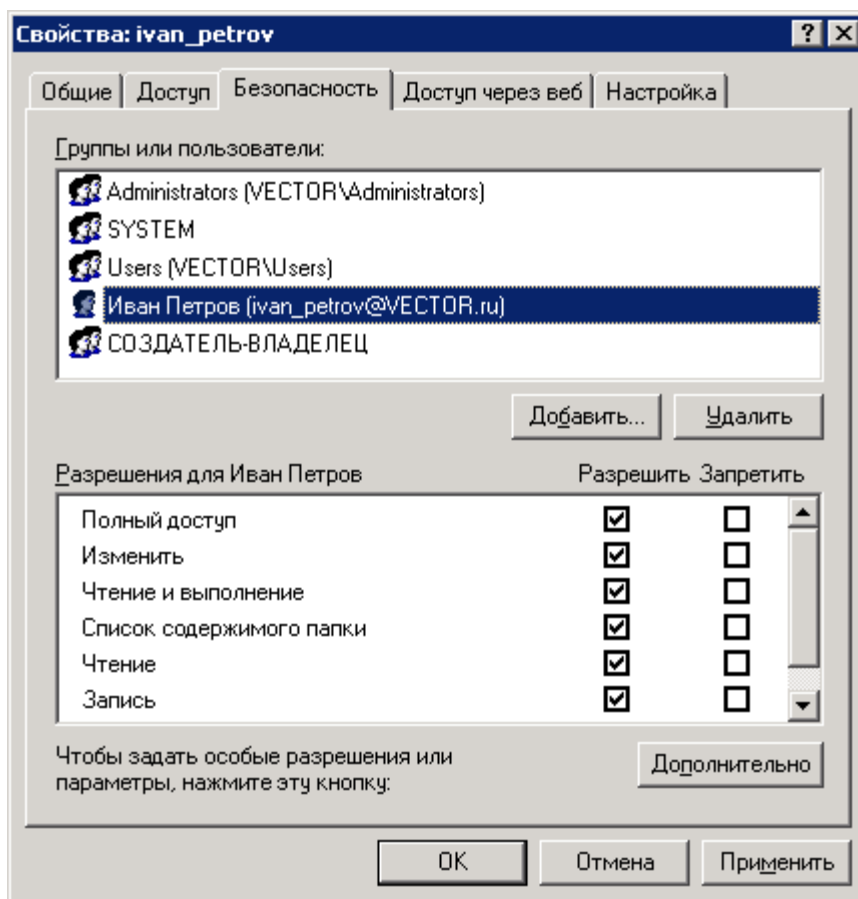 Свойства: ivan_petrov
Общие Доступ Безопасность Доступ через веб Настройка
Группы или пользователи:
Administrators (VECTOR\Administrators)
SYSTEM
Users (VECTOR\Users)
Иван Петров (ivan_petrov@VECTOR.ru)
СОЗДАТЕЛЬ-ВЛАДЕЛЕЦ
Добавить... Удалить
Разрешения для Иван Петров Разрешить Запретить
Полный доступ
Изменить
Чтение и выполнение
Список содержимого папки
Чтение
Запись
Чтобы задать особые разрешения или
параметры, нажмите эту кнопку:
Дополнительно
OK Отмена Применить